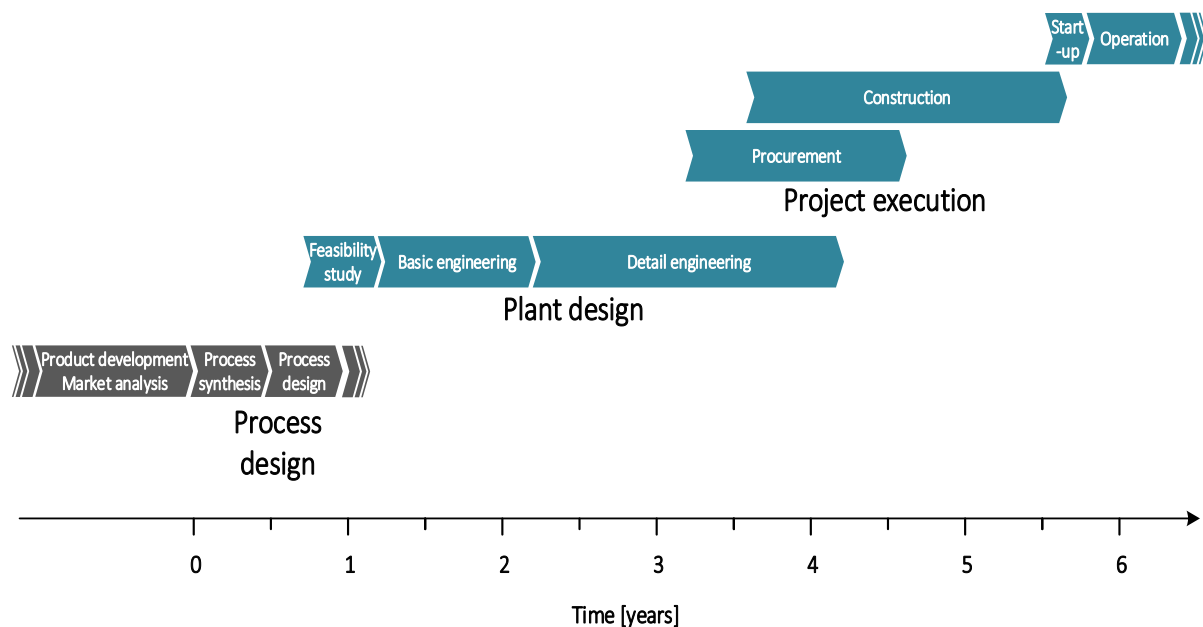 Start
-up
Operation
Construction
Procurement
Project execution
Feasibility
study
Basic engineering
Detail engineering
Plant design
Product development
Market analysis
Process
synthesis
Process
design
Process
design
0
1
2
3
4
5
6
Time [years]